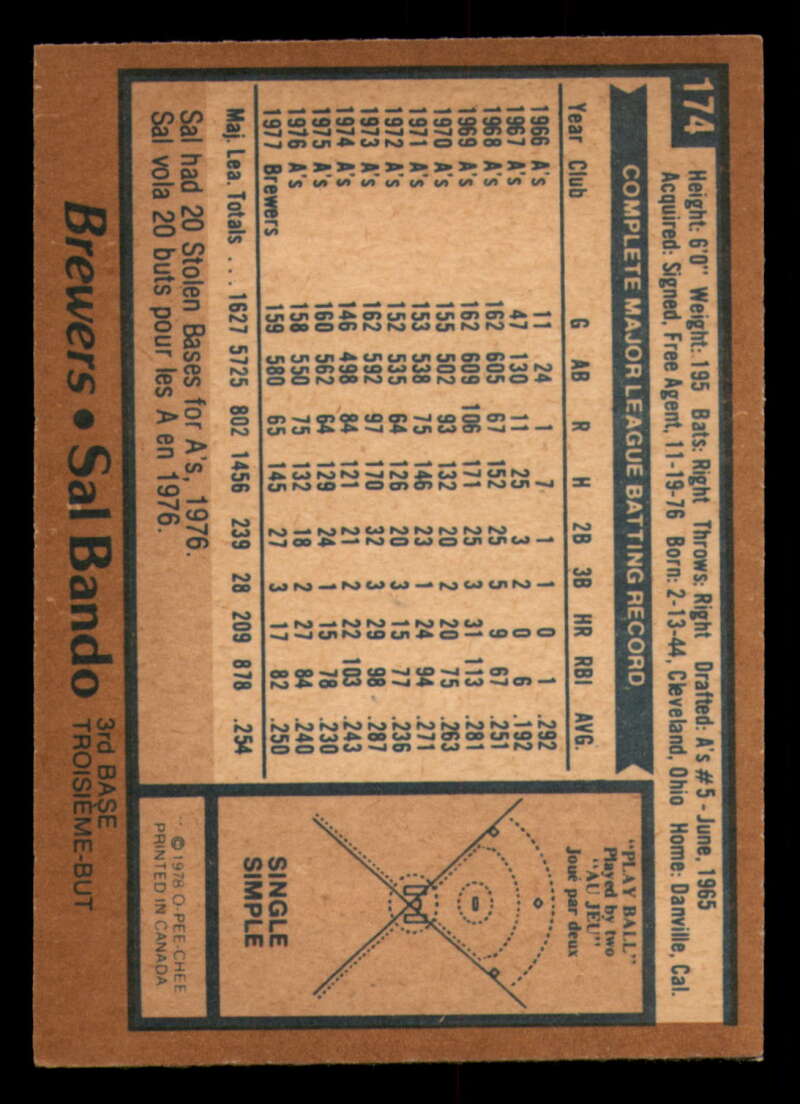 174
Height: 6'0" Weight: 195 Bats: Right Throws: Right Drafted: A's #5 - June, 1965
Acquired: Signed, Free Agent, 11-19-76 Born: 2-13-44, Cleveland, Ohio Home: Danville, Cal.
COMPLETE MAJOR LEAGUE BATTING RECORD
Year Club G AB R H 2B 3B HR RBI AVG.
1966 A's 11 24 1 7 1 1 0 1 .292
1967 A's 47 130 11 25 3 2 0 6 .192
1968 A's 162 605 67 152 25 5 9 67 .251
1969 A's 162 609 106 171 25 3 31 113 .281
1970 A's 155 502 93 132 20 2 20 75 .263
1971 A's 153 538 75 146 23 1 24 94 .271
1972 A's 152 535 64 126 20 3 15 77 .236
1973 A's 162 592 97 170 32 3 29 98 .287
1974 A's 146 498 84 121 21 2 22 103 .243
1975 A's 160 562 64 129 24 1 15 78 .230
1976 A's 158 550 75 132 18 2 27 84 .240
1977 Brewers 159 580 65 145 27 3 17 82 .250
Maj. Lea. Totals ... 1627 5725 802 1456 239 28 209 878 .254
Sal had 20 Stolen Bases for A's, 1976.
Sal vola 20 buts pour les A en 1976.
"PLAY BALL"
Played by two
"AU JEU"
Joué par deux
SINGLE
SIMPLE
© 1978 O-PEE-CHEE
PRINTED IN CANADA
Brewers • Sal Bando
3rd BASE
TROISIÈME-BUT